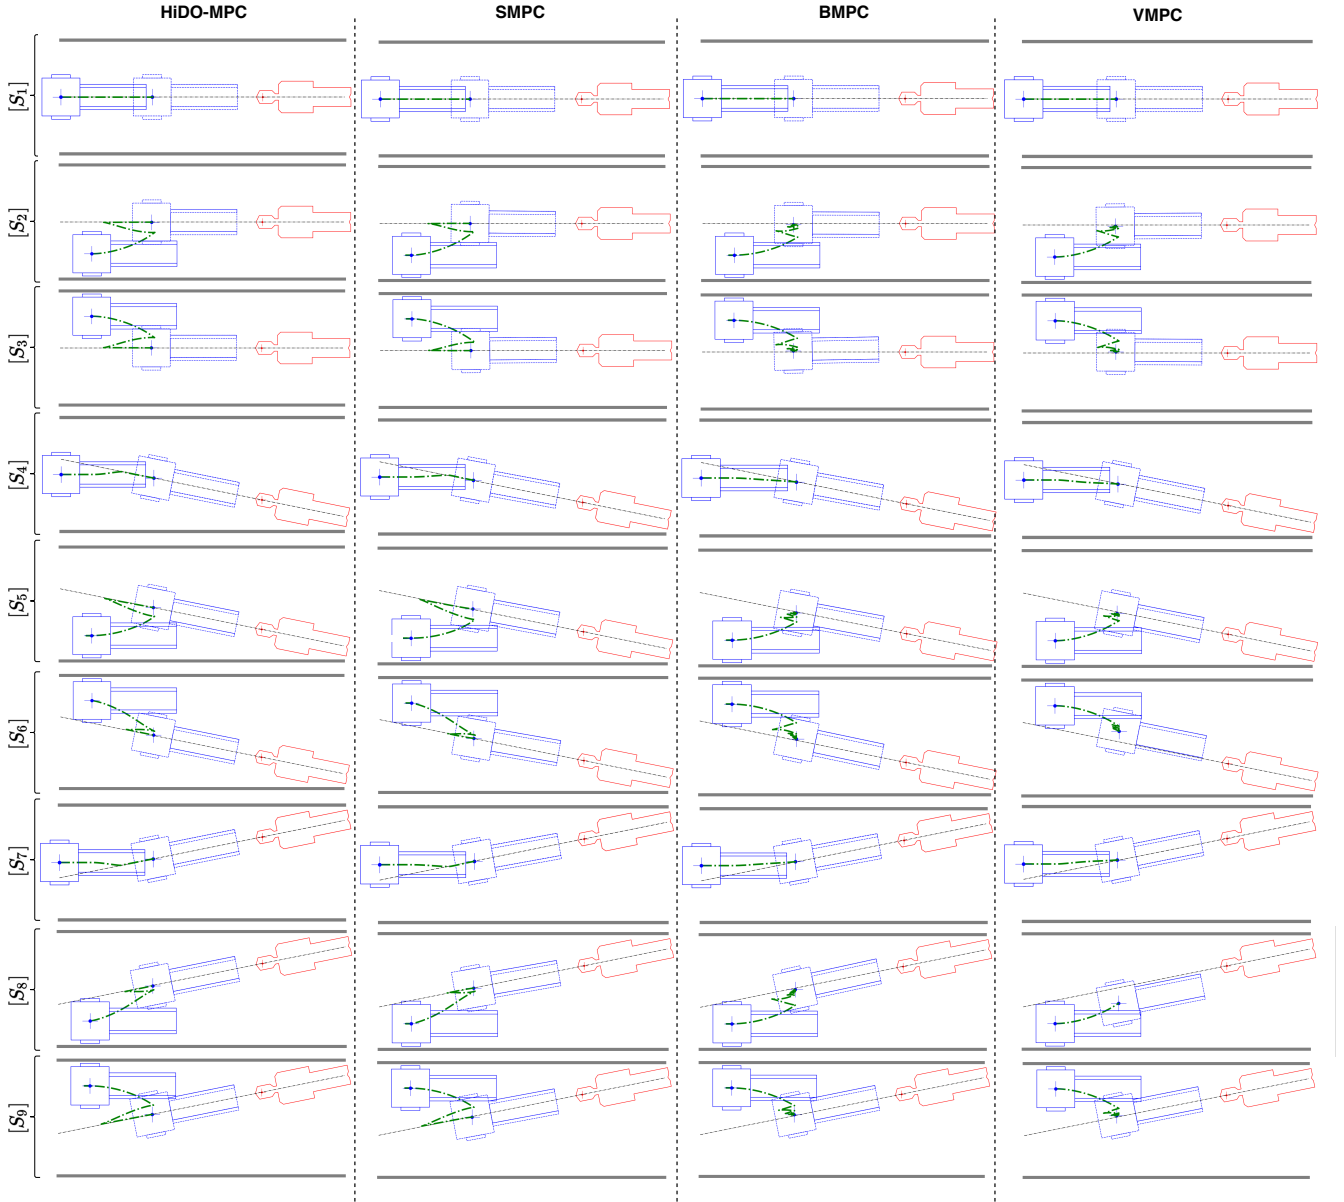 HiDO-MPC SMPC BMPC VMPC
[S1]
[S2]
[S3]
[S4]
[S5]
[S6]
[S7]
[S8]
[S9]